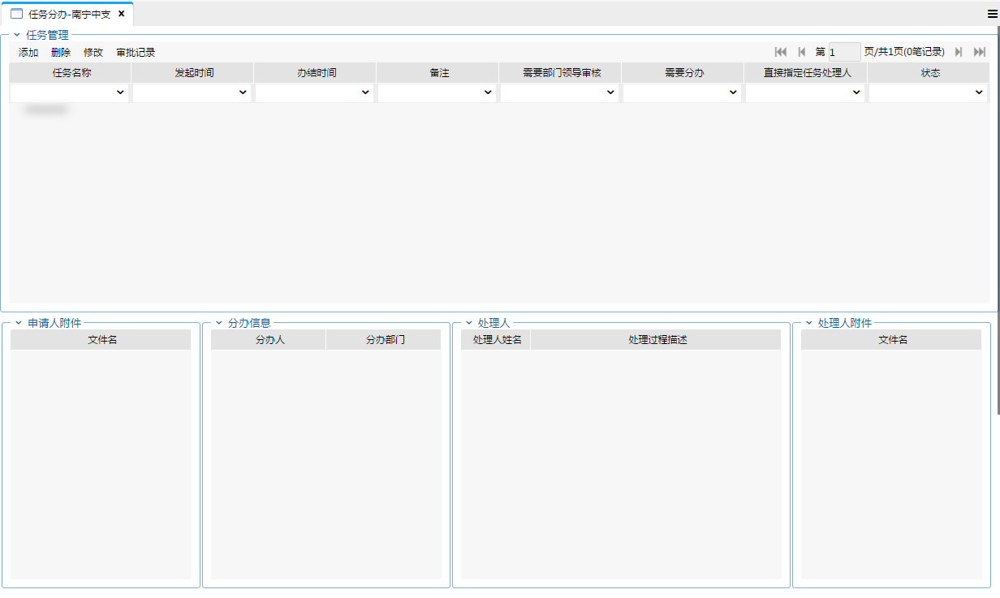 任务分办-南宁中支
任务管理
添加 删除 修改 审批记录 第 1 页/共1页(0笔记录)
任务名称 发起时间 办结时间 备注 需要部门领导审核 需要分办 直接指定任务处理人 状态
申请人附件 分办信息 处理人 处理人附件
文件名 分办人 分办部门 处理人姓名 处理过程描述 文件名